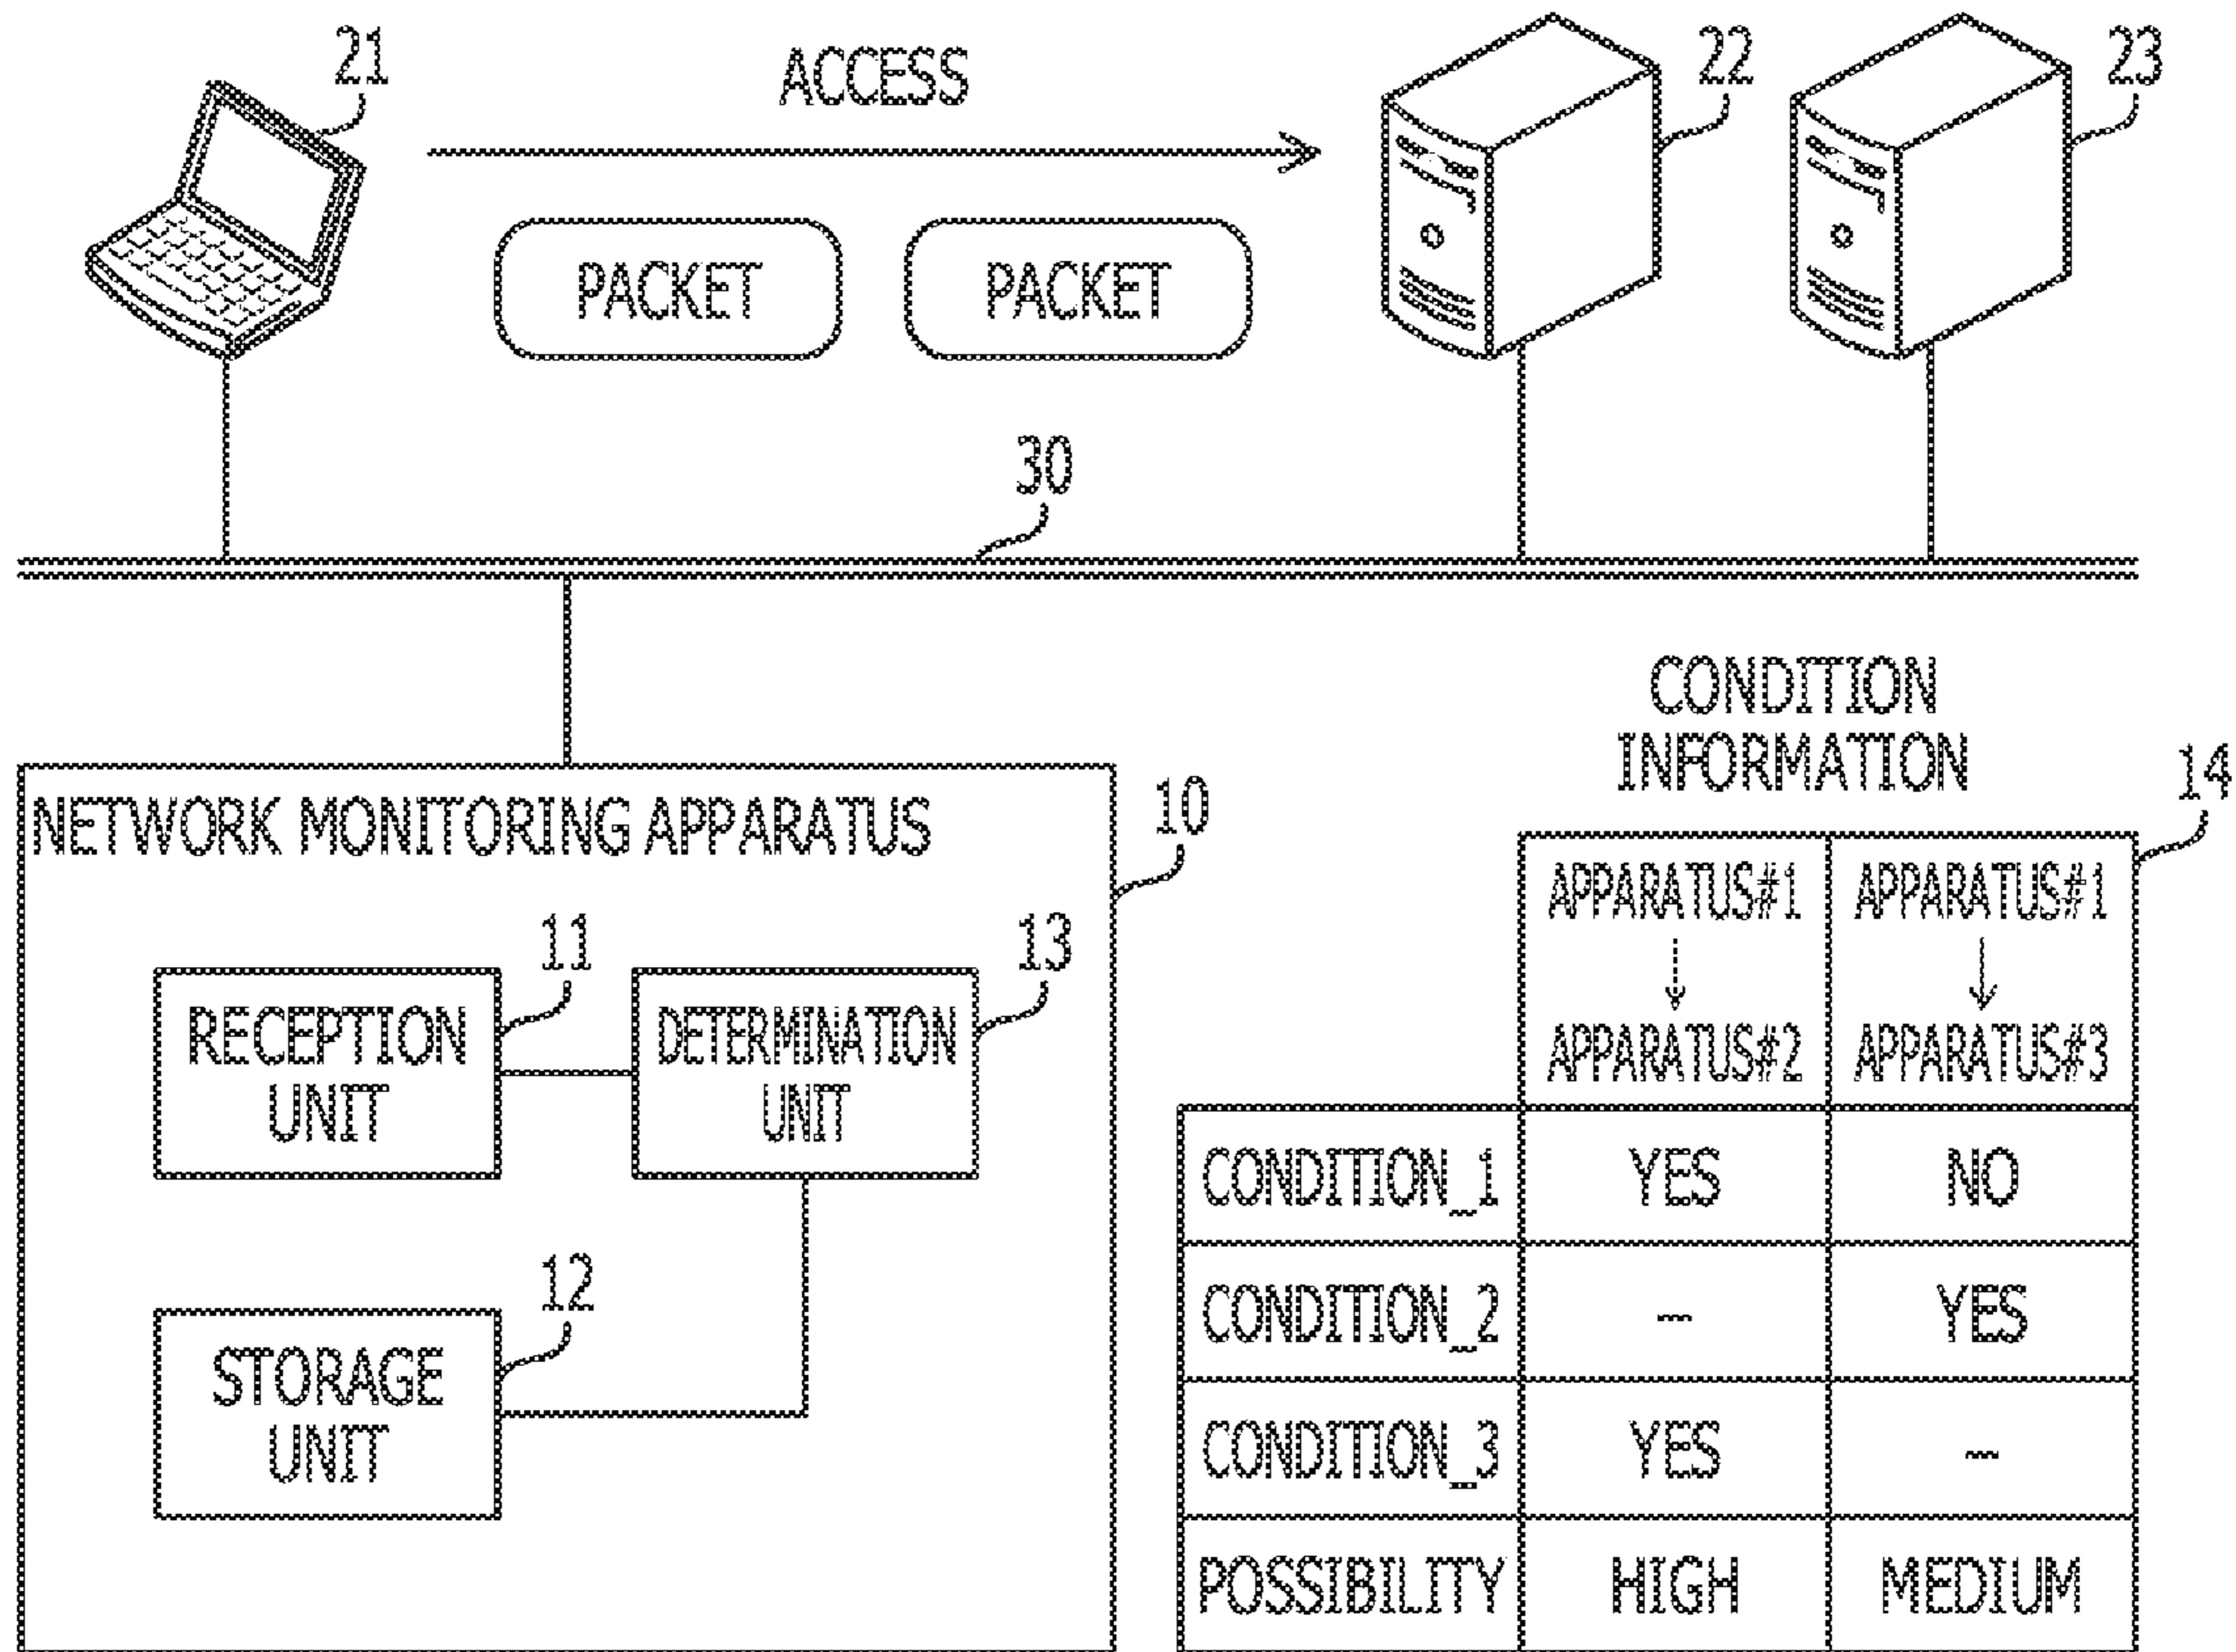 21
ACCESS
22
23
PACKET
PACKET
30
CONDITION
INFORMATION
14
NETWORK MONITORING APPARATUS
10
11
13
RECEPTION
UNIT
DETERMINATION
UNIT
12
STORAGE
UNIT
APPARATUS#1
APPARATUS#2
APPARATUS#1
APPARATUS#3
CONDITION_1 YES NO
CONDITION_2 - YES
CONDITION_3 YES -
POSSIBILITY HIGH MEDIUM